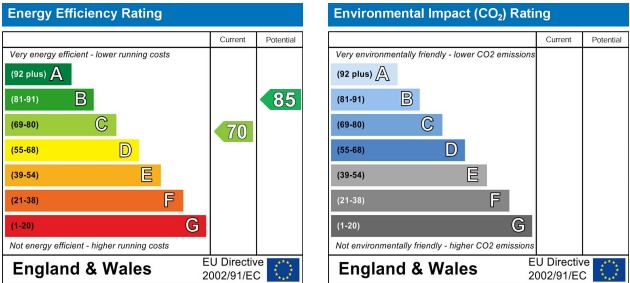 Energy Efficiency Rating
Current Potential
Very energy efficient - lower running costs
(92 plus) A
(81-91) B
85
(69-80) C
70
(55-68) D
(39-54) E
(21-38) F
(1-20) G
Not energy efficient - higher running costs
England & Wales
EU Directive
2002/91/EC
Environmental Impact (CO₂) Rating
Current Potential
Very environmentally friendly - lower CO2 emissions
(92 plus) A
(81-91) B
(69-80) C
(55-68) D
(39-54) E
(21-38) F
(1-20) G
Not environmentally friendly - higher CO2 emissions
England & Wales
EU Directive
2002/91/EC